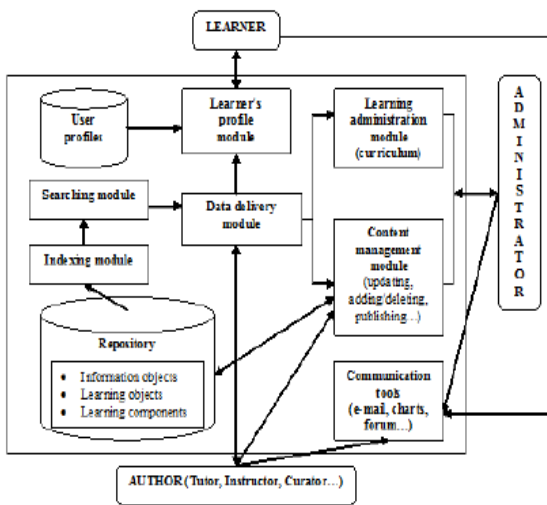 LEARNER
User
profiles
Learner's
profile
module
Learning
administration
module
(curriculum)
ADMINISTRATOR
Searching module
Data delivery
module
Indexing module
Content
management
module
(updating,
adding/deleting,
publishing...)
Repository
• Information objects
• Learning objects
• Learning components
Communication
tools
(e-mail, charts,
forum...)
AUTHOR (Tutor, Instructor, Curator...)